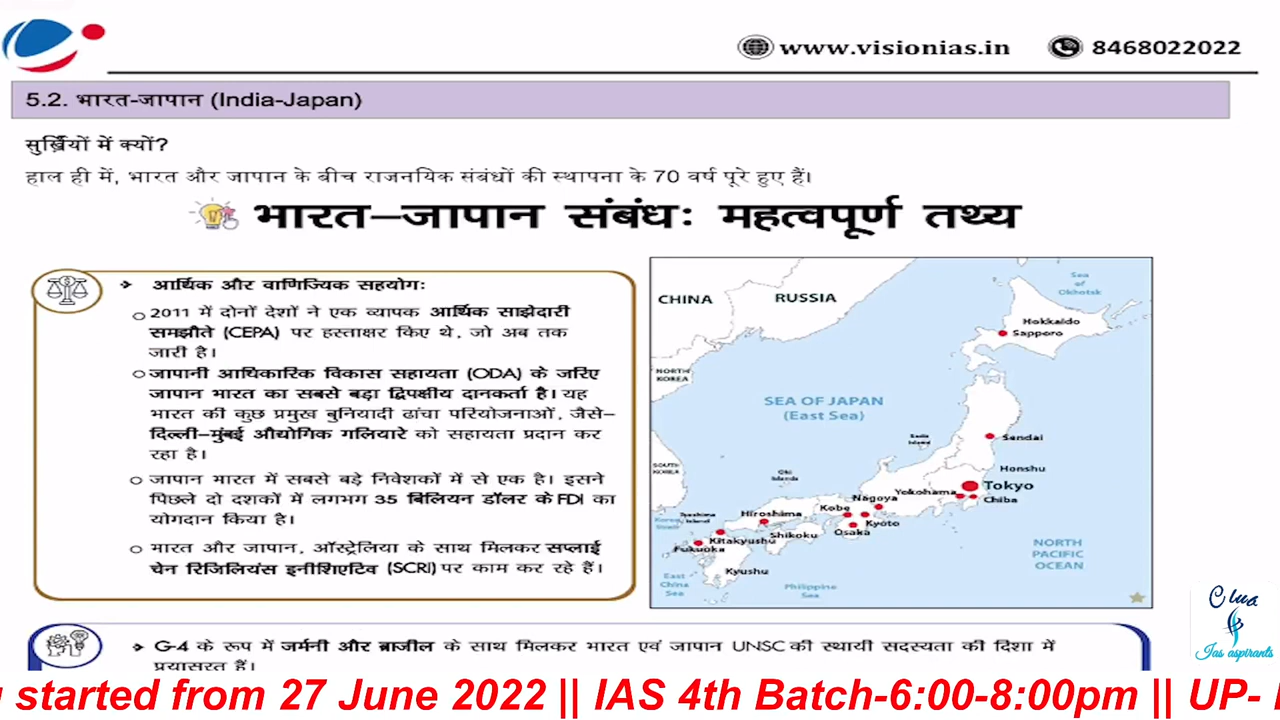 www.visionias.in 8468022022
5.2. भारत-जापान (India-Japan)
सुर्ख़ियों में क्यों?
हाल ही में, भारत और जापान के बीच राजनयिक संबंधों की स्थापना के 70 वर्ष पूरे हुए हैं।
भारत–जापान संबंधः महत्वपूर्ण तथ्य
आर्थिक और वाणिज्यिक सहयोगः
2011 में दोनों देशों ने एक व्यापक आर्थिक साझेदारी
समझौते (CEPA) पर हस्ताक्षर किए थे, जो अब तक
जारी है।
जापानी आधिकारिक विकास सहायता (ODA) के जरिए
जापान भारत का सबसे बड़ा द्विपक्षीय दानकर्ता है। यह
भारत की कुछ प्रमुख बुनियादी ढांचा परियोजनाओं, जैसे–
दिल्ली–मुंबई औद्योगिक गलियारे को सहायता प्रदान कर
रहा है।
जापान भारत में सबसे बड़े निवेशकों में से एक है। इसने
पिछले दो दशकों में लगभग 35 बिलियन डॉलर के FDI का
योगदान किया है।
भारत और जापान, ऑस्ट्रेलिया के साथ मिलकर सप्लाई
चेन रिजिलियंस इनीशिएटिव (SCRI) पर काम कर रहे हैं।
CHINA
RUSSIA
Sea of Okhotsk
Hokkaido
Sapporo
NORTH KOREA
SEA OF JAPAN
(East Sea)
Sendai
SOUTH KOREA
Honshu
Oki Islands
Tokyo
Yokohama
Chiba
Nagoya
Kobe
Hiroshima
Kyoto
Osaka
Shikoku
Kitakyushu
Fukuoka
Kyushu
NORTH
PACIFIC
OCEAN
East China Sea
Philippine Sea
G-4 के रूप में जर्मनी और ब्राजील के साथ मिलकर भारत एवं जापान UNSC की स्थायी सदस्यता की दिशा में
प्रयासरत हैं।
Clua
Ias aspirants
started from 27 June 2022 || IAS 4th Batch-6:00-8:00pm || UP-